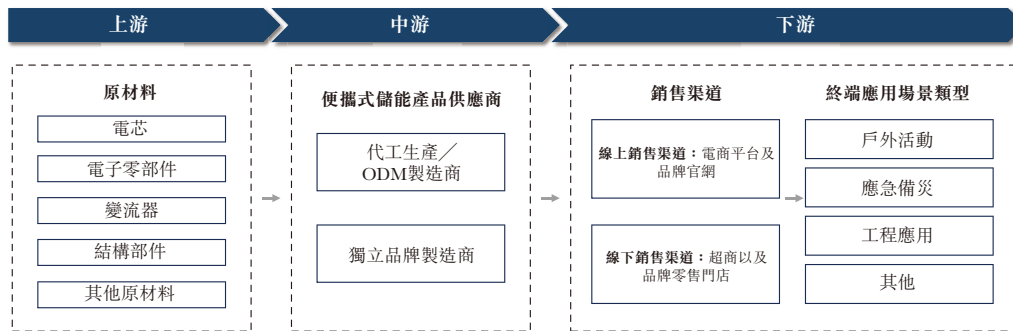 上游
中游
下游
原材料
電芯
電子零部件
變流器
結構部件
其他原材料
便攜式儲能產品供應商
代工生產╱
ODM製造商
獨立品牌製造商
銷售渠道
線上銷售渠道：電商平台及
品牌官網
線下銷售渠道：超商以及
品牌零售門店
終端應用場景類型
戶外活動
應急備災
工程應用
其他